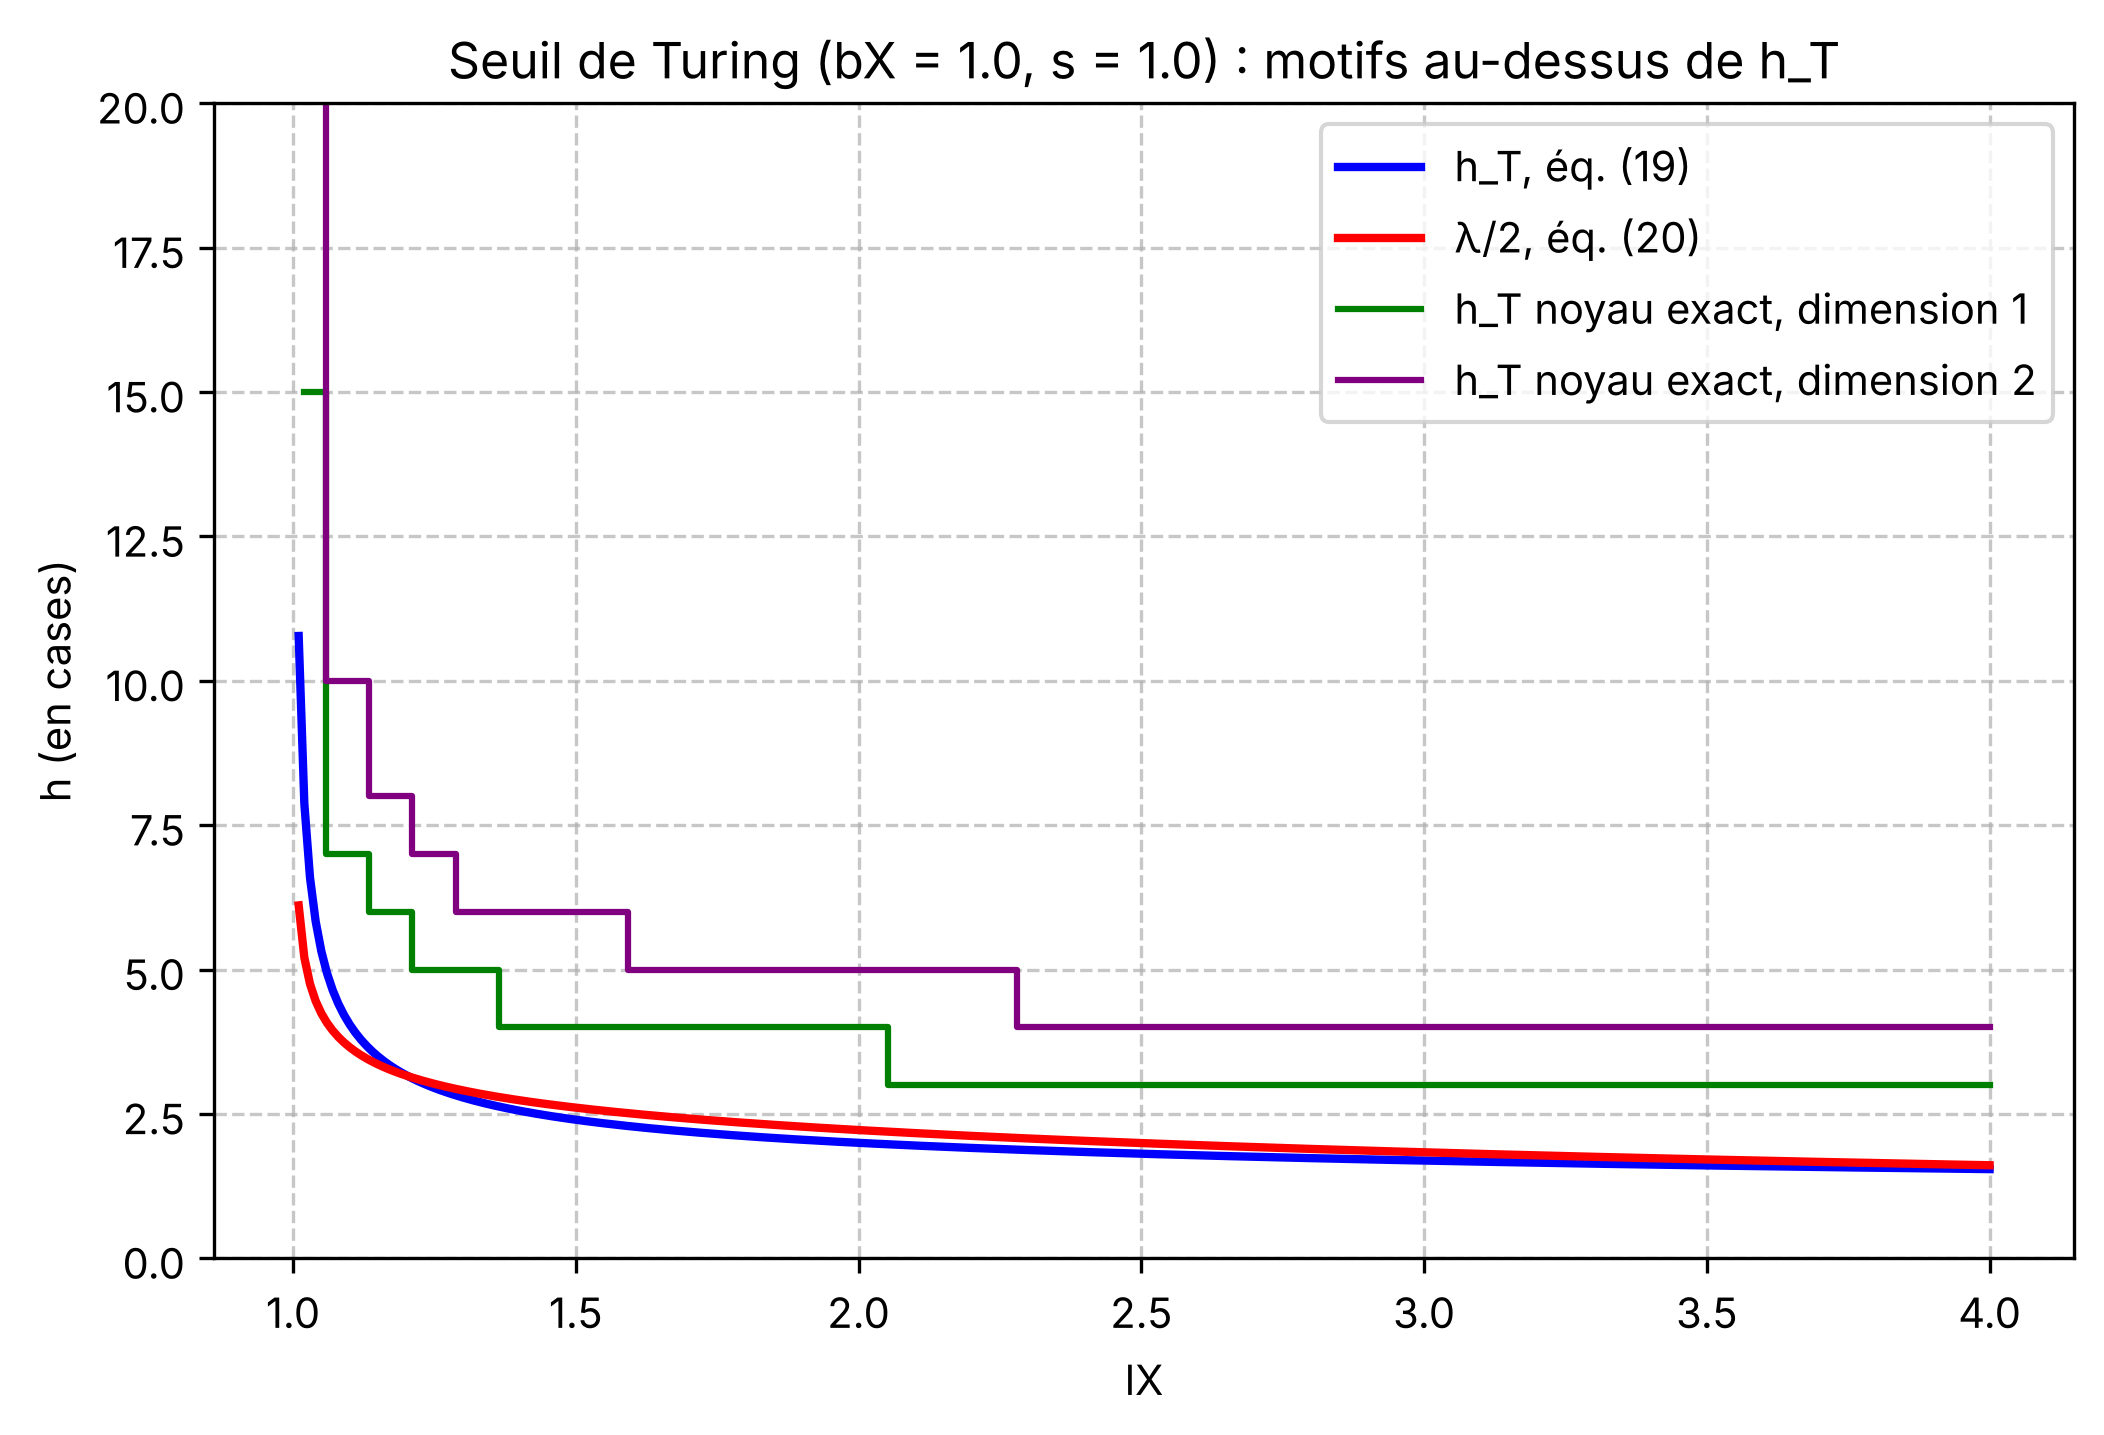 Seuil de Turing (bX = 1.0, s = 1.0) : motifs au-dessus de h_T
20.0
17.5
15.0
12.5
10.0
7.5
5.0
2.5
0.0
h (en cases)
h_T, éq. (19)
λ/2, éq. (20)
h_T noyau exact, dimension 1
h_T noyau exact, dimension 2
1.0 1.5 2.0 2.5 3.0 3.5 4.0
IX